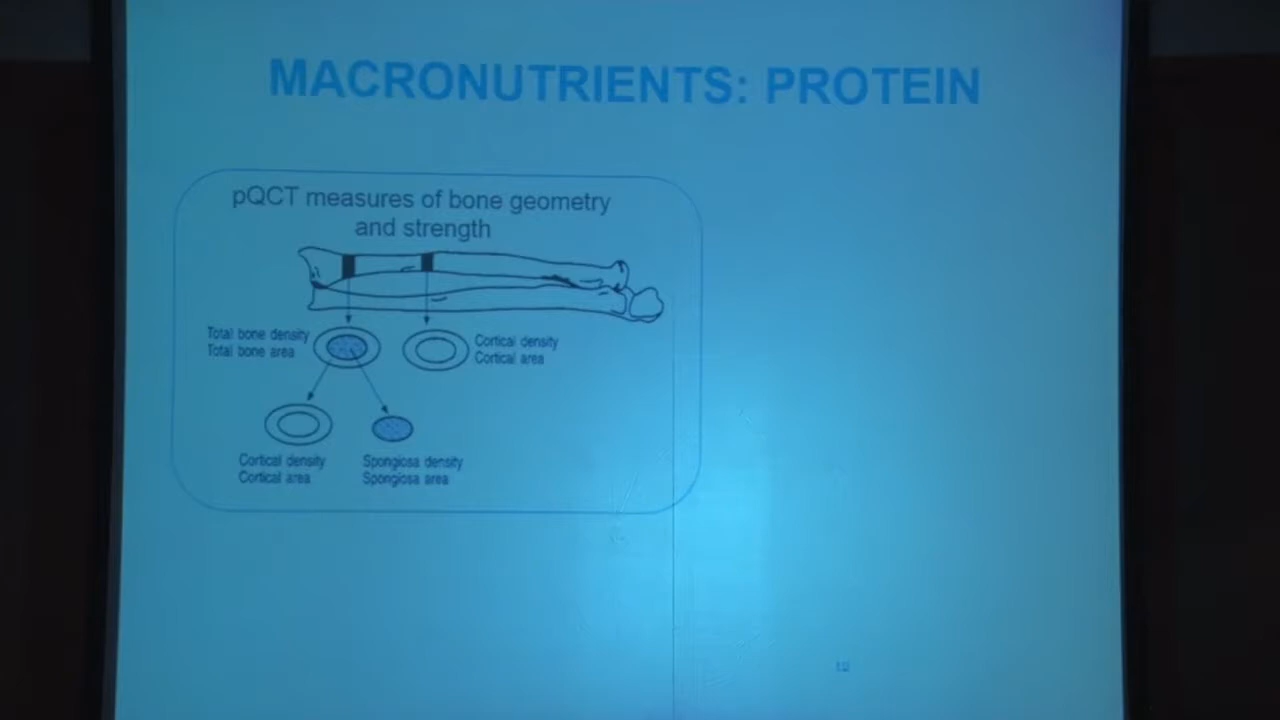 MACRONUTRIENTS: PROTEIN
pQCT measures of bone geometry
and strength
Total bone density
Total bone area
Cortical density
Cortical area
Cortical density
Cortical area
Spongiosa density
Spongiosa area